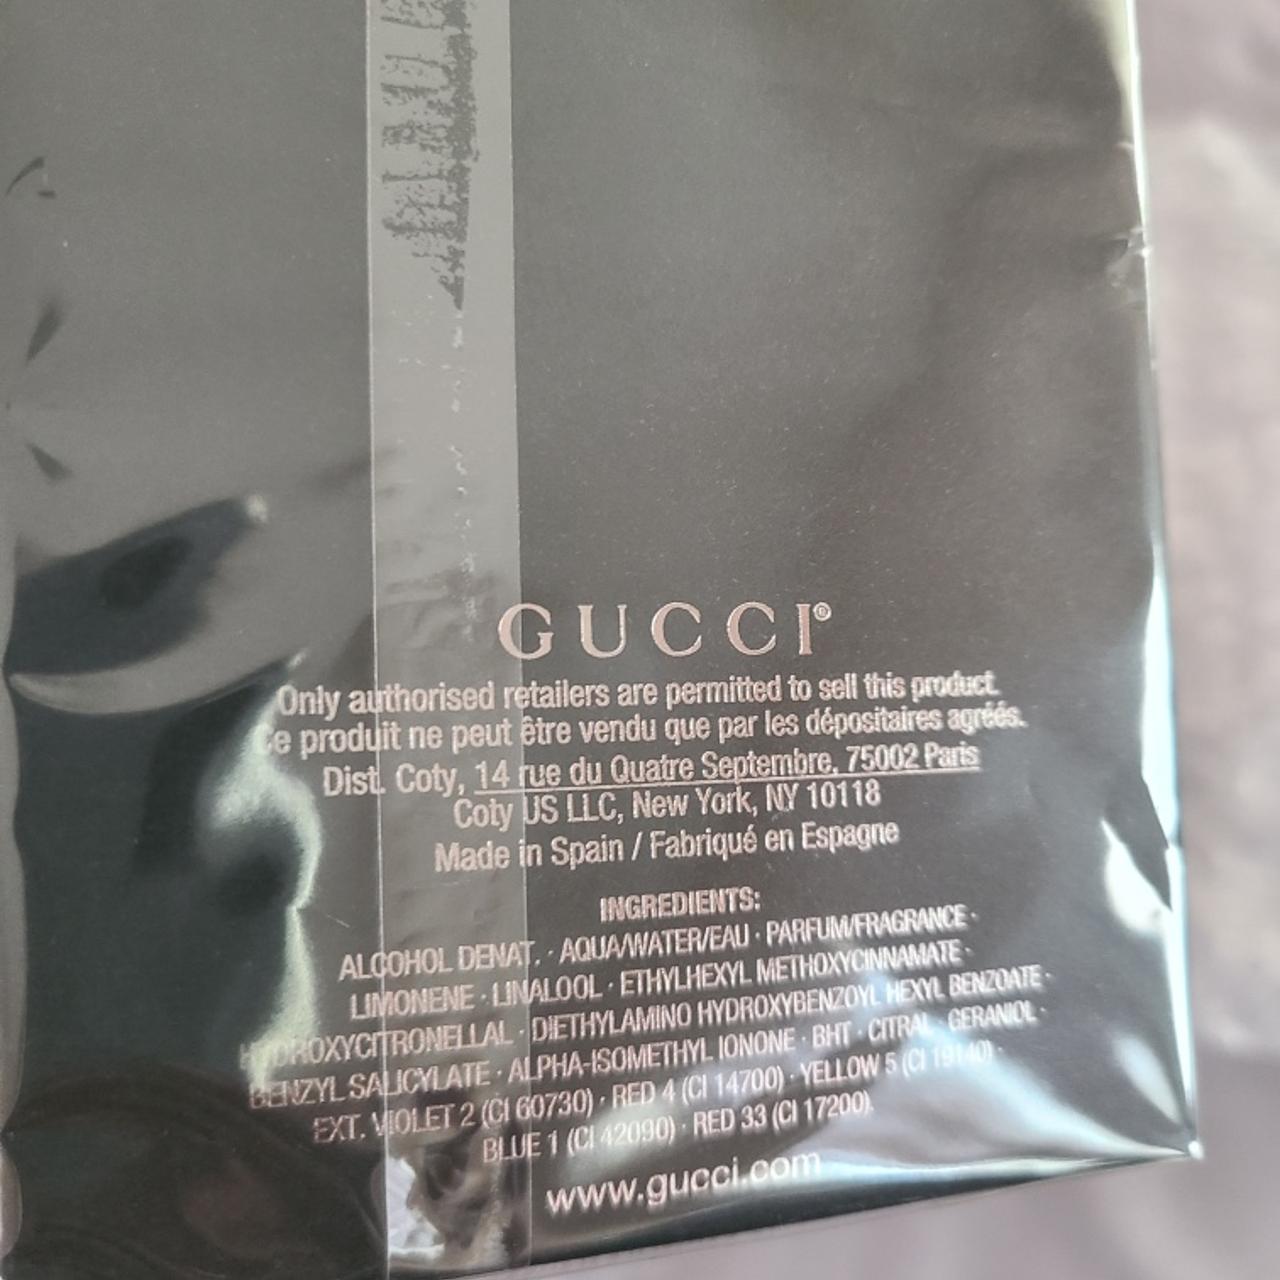 GUCCI®
Only authorised retailers are permitted to sell this product.
Ce produit ne peut être vendu que par les dépositaires agréés.
Dist. Coty, 14 rue du Quatre Septembre, 75002 Paris
Coty US LLC, New York, NY 10118
Made in Spain / Fabriqué en Espagne
INGREDIENTS:
ALCOHOL DENAT. · AQUA/WATER/EAU · PARFUM/FRAGRANCE ·
LIMONENE · LINALOOL · ETHYLHEXYL METHOXYCINNAMATE ·
HYDROXYCITRONELLAL · DIETHYLAMINO HYDROXYBENZOYL HEXYL BENZOATE ·
BENZYL SALICYLATE · ALPHA-ISOMETHYL IONONE · BHT · CITRAL · GERANIOL ·
EXT. VIOLET 2 (CI 60730) · RED 4 (CI 14700) · YELLOW 5 (CI 19140) ·
BLUE 1 (CI 42090) · RED 33 (CI 17200).
www.gucci.com